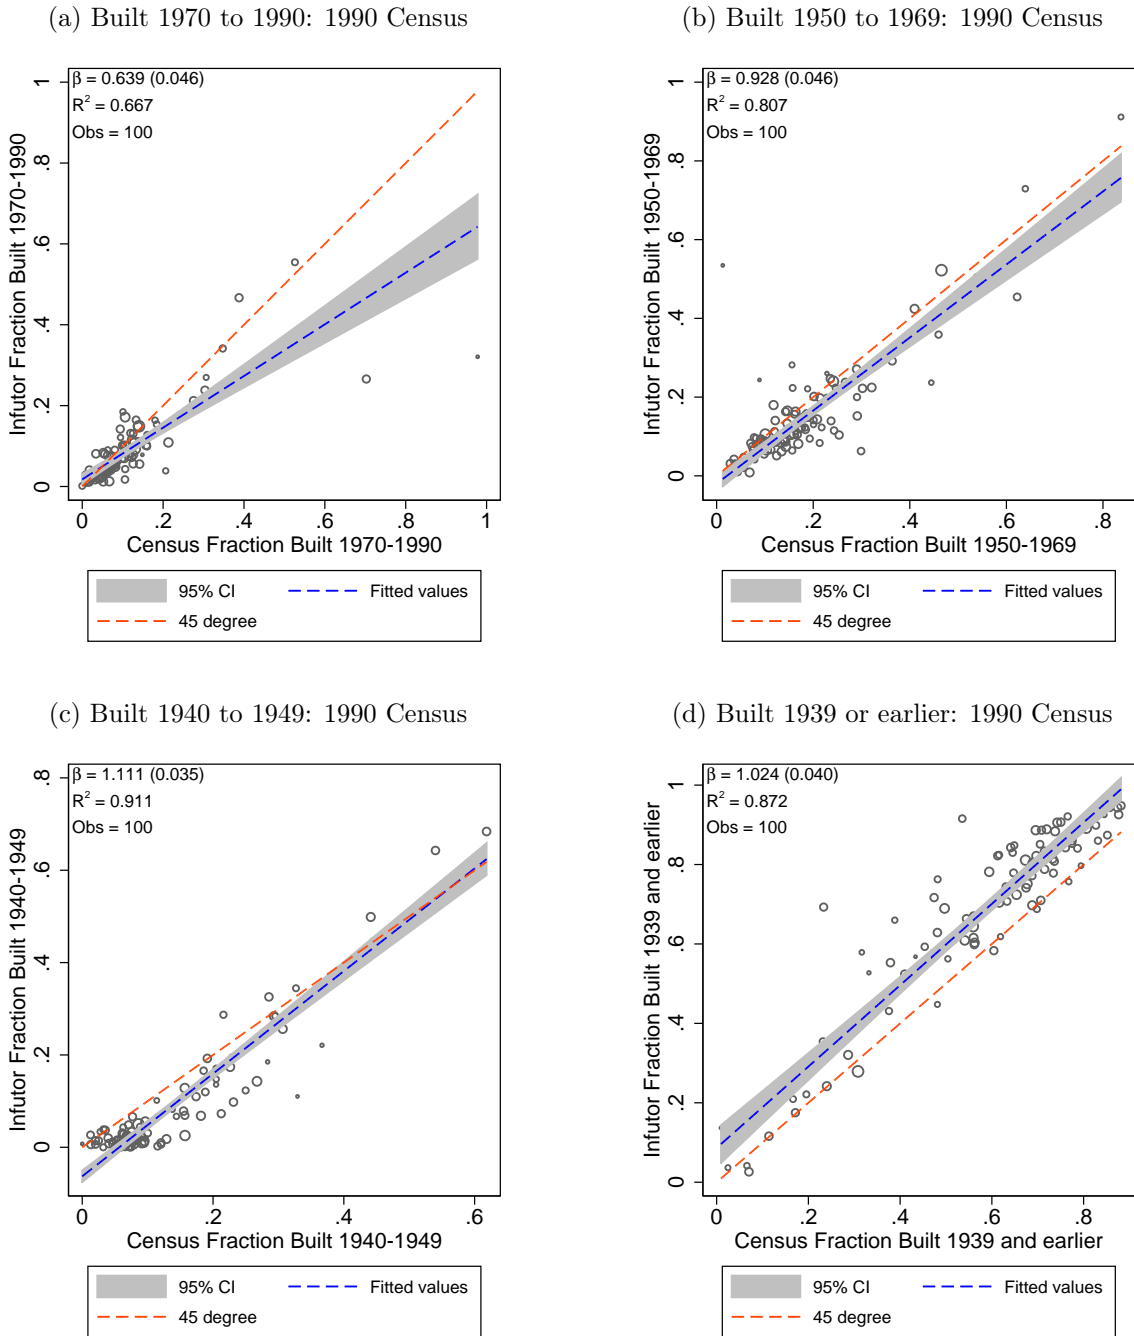 (a) Built 1970 to 1990: 1990 Census
β = 0.639 (0.046)
R² = 0.667
Obs = 100
Infutor Fraction Built 1970-1990
0 .2 .4 .6 .8 1
0 .2 .4 .6 .8 1
Census Fraction Built 1970-1990
95% CI Fitted values
45 degree
(b) Built 1950 to 1969: 1990 Census
β = 0.928 (0.046)
R² = 0.807
Obs = 100
Infutor Fraction Built 1950-1969
0 .2 .4 .6 .8 1
0 .2 .4 .6 .8
Census Fraction Built 1950-1969
95% CI Fitted values
45 degree
(c) Built 1940 to 1949: 1990 Census
β = 1.111 (0.035)
R² = 0.911
Obs = 100
Infutor Fraction Built 1940-1949
0 .2 .4 .6 .8
0 .2 .4 .6
Census Fraction Built 1940-1949
95% CI Fitted values
45 degree
(d) Built 1939 or earlier: 1990 Census
β = 1.024 (0.040)
R² = 0.872
Obs = 100
Infutor Fraction Built 1939 and earlier
0 .2 .4 .6 .8 1
0 .2 .4 .6 .8
Census Fraction Built 1939 and earlier
95% CI Fitted values
45 degree